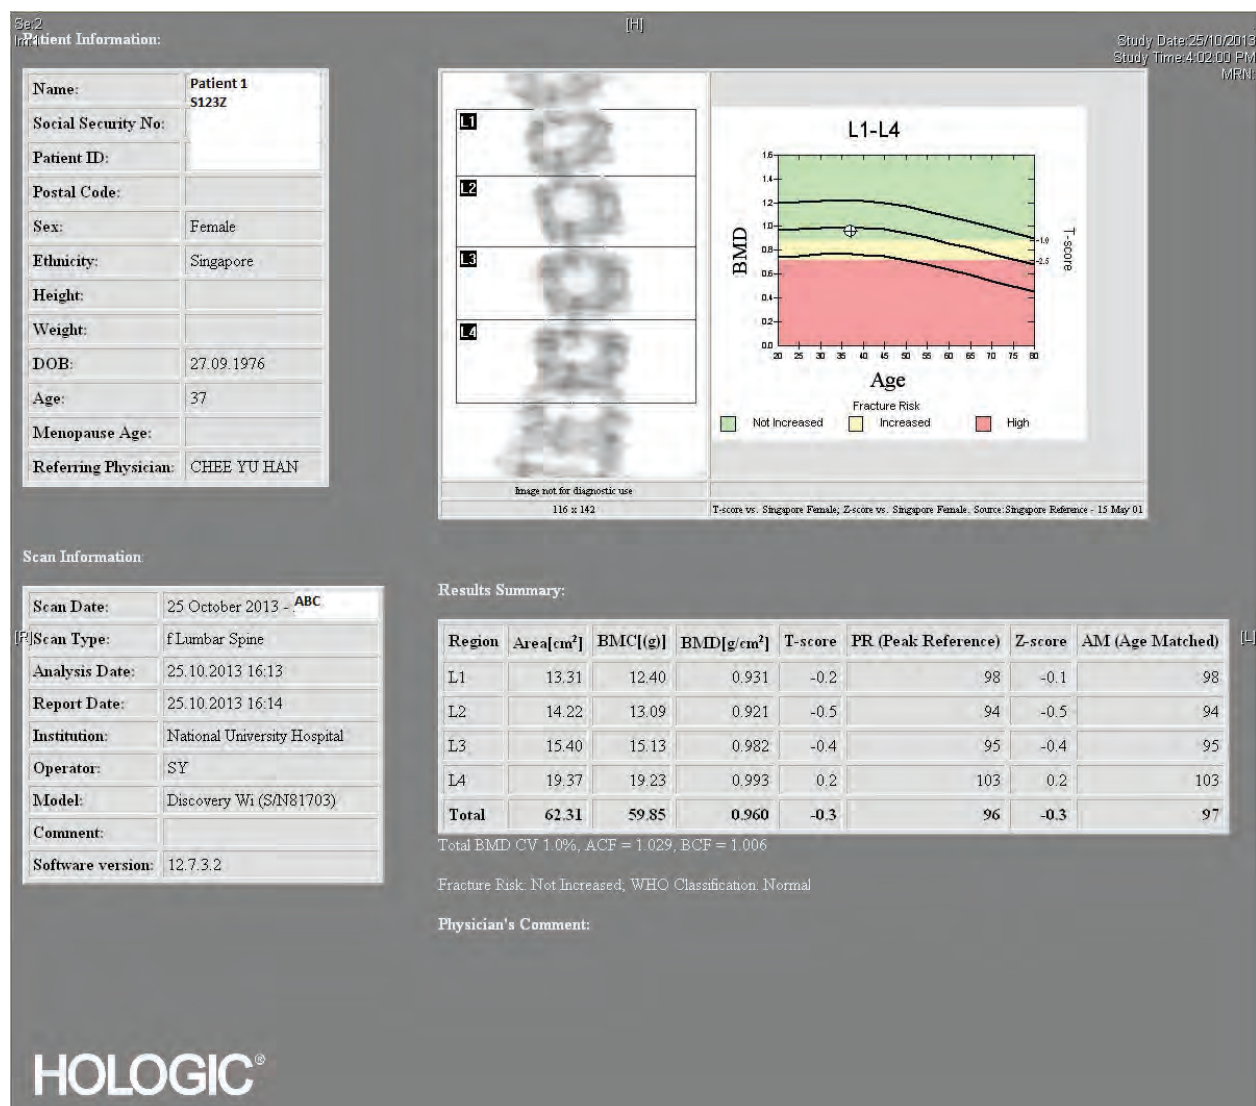 Se:2
Im:1
[H]
Study Date:25/10/2013
Study Time:4:02:00 PM
MRN:
Patient Information:
Name: Patient 1
S123Z
Social Security No:
Patient ID:
Postal Code:
Sex: Female
Ethnicity: Singapore
Height:
Weight:
DOB: 27.09.1976
Age: 37
Menopause Age:
Referring Physician: CHEE YU HAN
L1
L2
L3
L4
Image not for diagnostic use
116 x 142
L1-L4
1.6
1.4
1.2
1.0
0.8
0.6
0.4
0.2
0.0
BMD
T-score
-1.0
-2.5
20 25 30 35 40 45 50 55 60 65 70 75 80
Age
Fracture Risk
Not Increased Increased High
T-score vs. Singapore Female; Z-score vs. Singapore Female. Source:Singapore Reference - 15 May 01
Scan Information:
Scan Date: 25 October 2013 - ABC
[R]
Scan Type: f Lumbar Spine
Analysis Date: 25.10.2013 16:13
Report Date: 25.10.2013 16:14
Institution: National University Hospital
Operator: SY
Model: Discovery Wi (S/N81703)
Comment:
Software version: 12.7.3.2
Results Summary:
Region Area[cm²] BMC[(g)] BMD[g/cm²] T-score PR (Peak Reference) Z-score AM (Age Matched)
[L]
L1 13.31 12.40 0.931 -0.2 98 -0.1 98
L2 14.22 13.09 0.921 -0.5 94 -0.5 94
L3 15.40 15.13 0.982 -0.4 95 -0.4 95
L4 19.37 19.23 0.993 0.2 103 0.2 103
Total 62.31 59.85 0.960 -0.3 96 -0.3 97
Total BMD CV 1.0%, ACF = 1.029, BCF = 1.006
Fracture Risk: Not Increased; WHO Classification: Normal
Physician's Comment:
HOLOGIC®